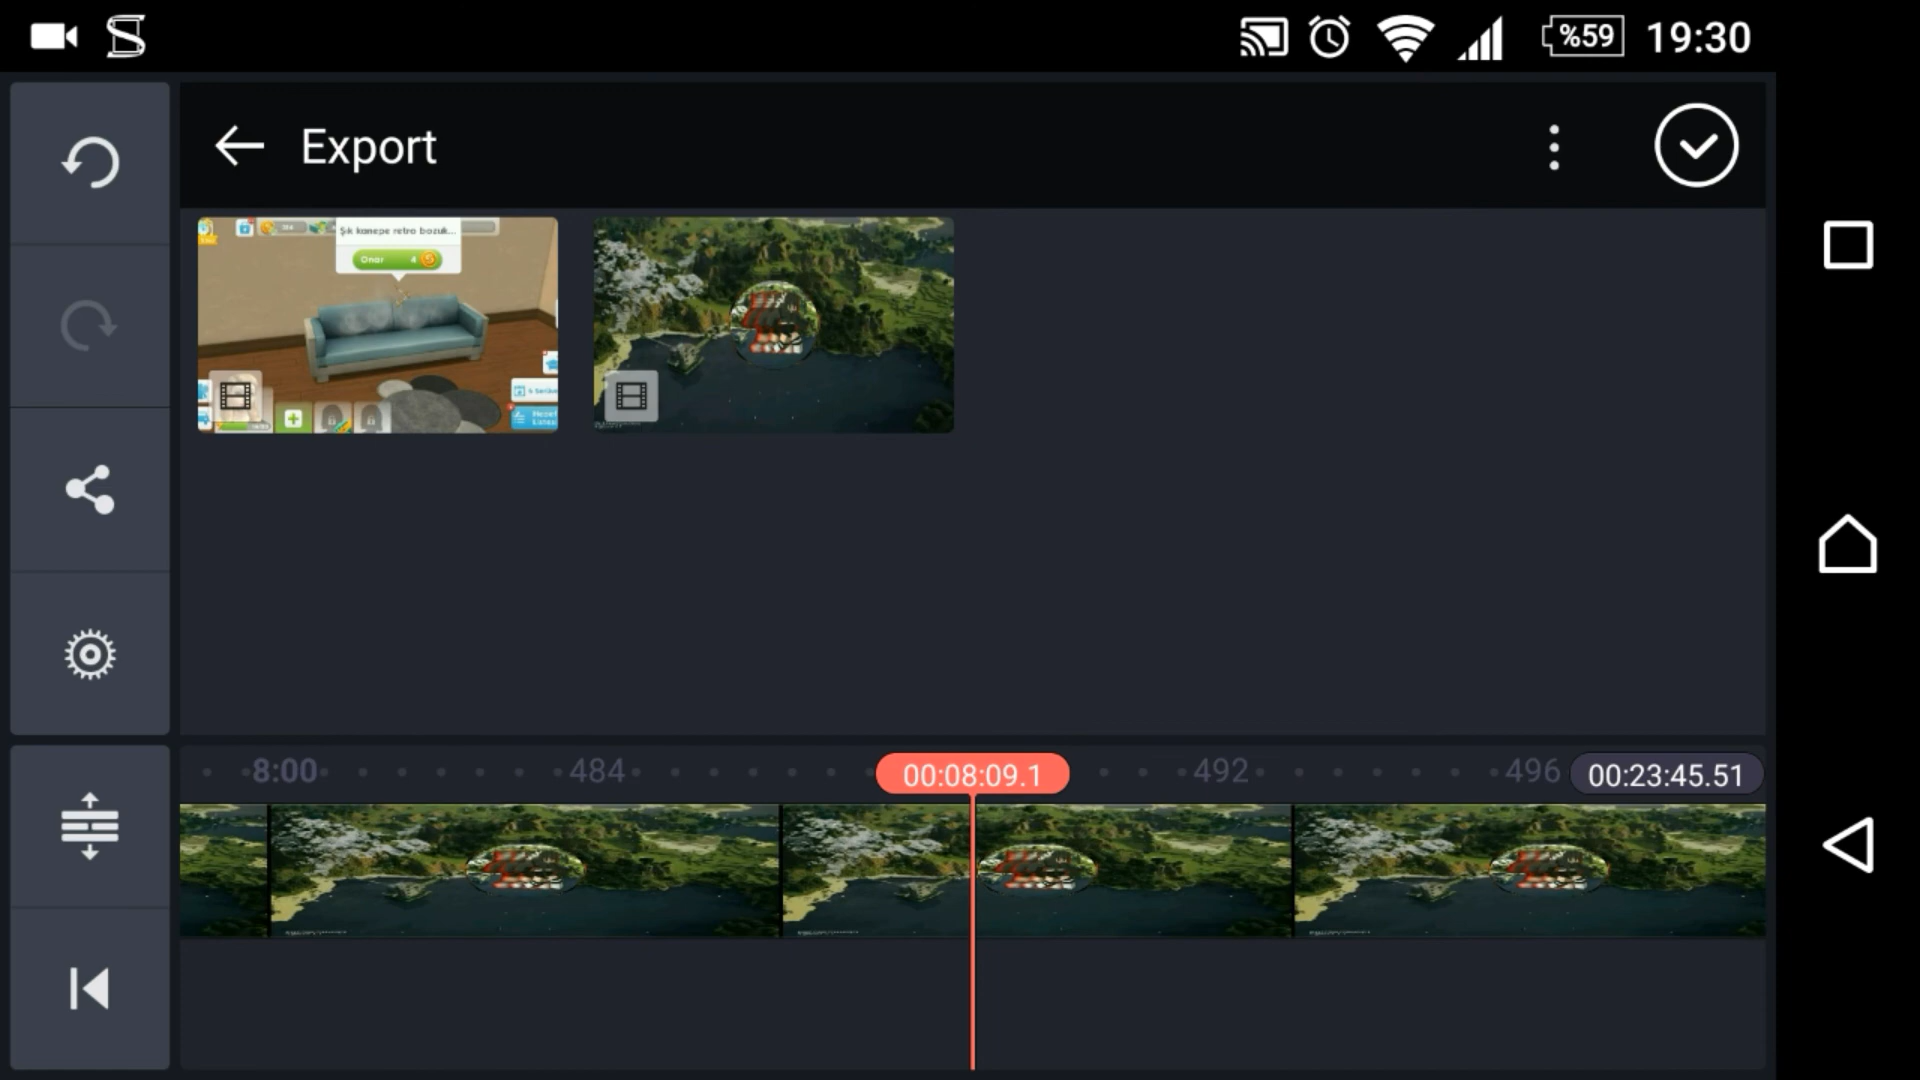 %59 19:30
Export
Şık kanepe retro bozuk...
Onar 4
8:00 484 00:08:09.1 492 496 00:23:45.51